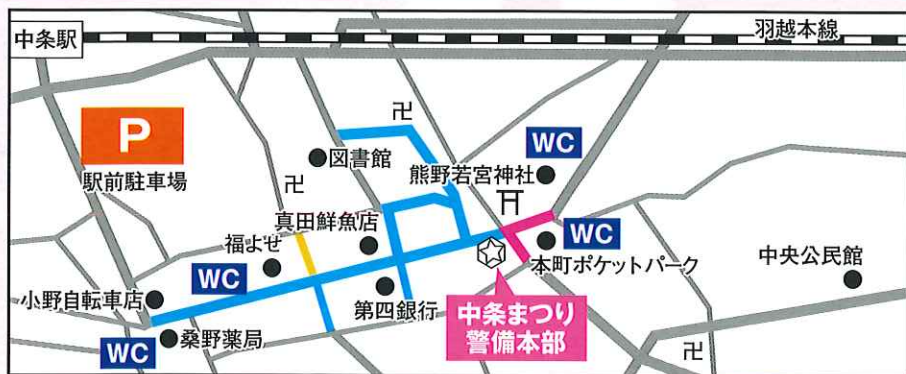 中条駅
羽越本線
P
駅前駐車場
卍
WC
図書館
熊野若宮神社
卍
真田鮮魚店
WC
福よせ
本町ポケットパーク
中央公民館
WC
小野自転車店
第四銀行
中条まつり
警備本部
桑野薬局
卍
WC